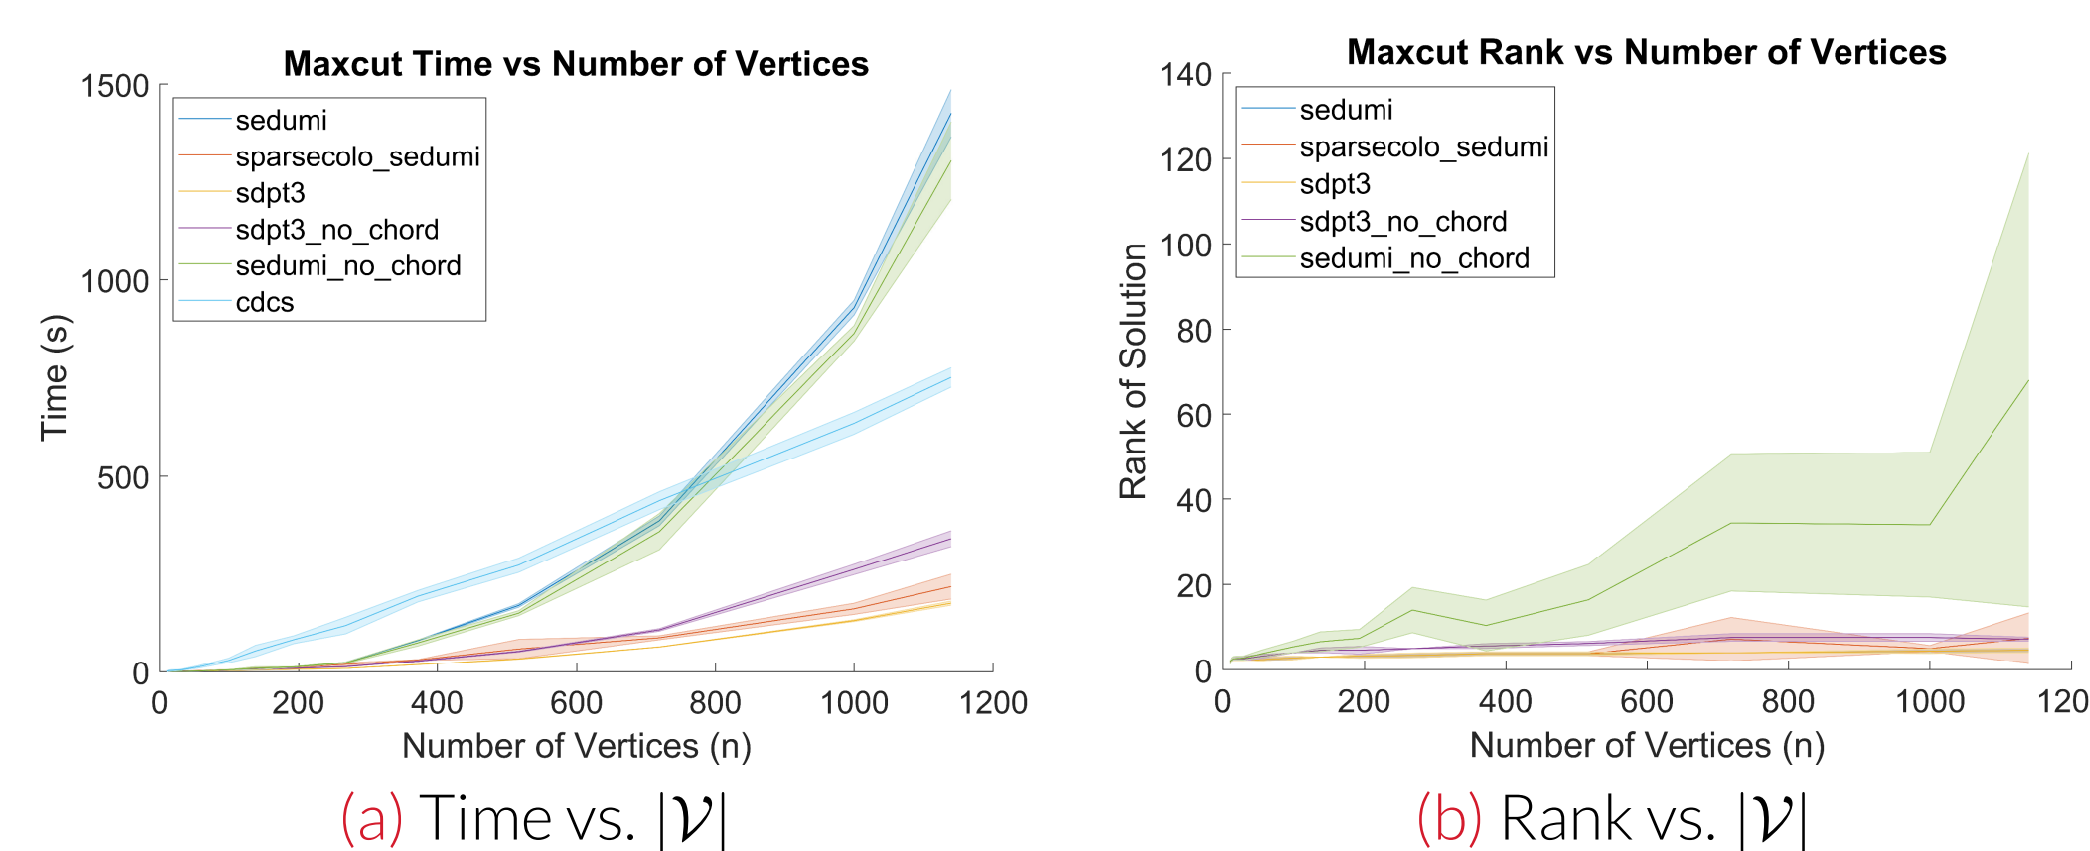 Maxcut Time vs Number of Vertices
1500
1000
500
0
Time (s)
sedumi
sparsecolo_sedumi
sdpt3
sdpt3_no_chord
sedumi_no_chord
cdcs
0 200 400 600 800 1000 1200
Number of Vertices (n)
(a) Time vs. |𝒱|
Maxcut Rank vs Number of Vertices
140
120
100
80
60
40
20
0
Rank of Solution
sedumi
sparsecolo_sedumi
sdpt3
sdpt3_no_chord
sedumi_no_chord
0 200 400 600 800 1000 120
Number of Vertices (n)
(b) Rank vs. |𝒱|